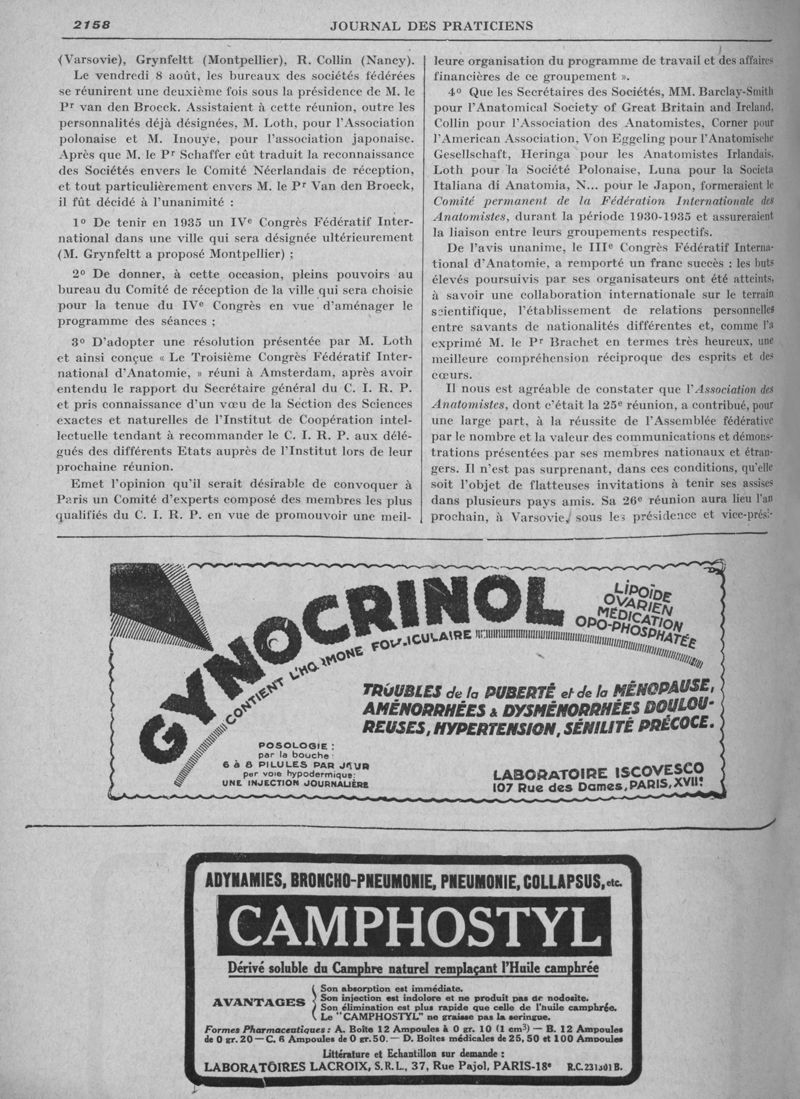 2158
JOURNAL DES PRATICIENS
(Varsovie), Grynfeltt (Montpellier), R. Collin (Nancy).
Le vendredi 8 août, les bureaux des sociétés fédérées
se réunirent une deuxième fois sous la présidence de M. le
Pr van den Broeck. Assistaient à cette réunion, outre les
personnalités déjà désignées, M. Loth, pour l'Association
polonaise et M. Inouye, pour l'association japonaise.
Après que M. le Pr Schaffer eût traduit la reconnaissance
des Sociétés envers le Comité Néerlandais de réception,
et tout particulièrement envers M. le Pr Van den Broeck,
il fût décidé à l'unanimité :
1º De tenir en 1935 un IVe Congrès Fédératif Inter-
national dans une ville qui sera désignée ultérieurement
(M. Grynfeltt a proposé Montpellier) ;
2º De donner, à cette occasion, pleins pouvoirs au
bureau du Comité de réception de la ville qui sera choisie
pour la tenue du IVe Congrès en vue d'aménager le
programme des séances ;
3º D'adopter une résolution présentée par M. Loth
et ainsi conçue « Le Troisième Congrès Fédératif Inter-
national d'Anatomie, » réuni à Amsterdam, après avoir
entendu le rapport du Secrétaire général du C. I. R. P.
et pris connaissance d'un vœu de la Section des Sciences
exactes et naturelles de l'Institut de Coopération intel-
lectuelle tendant à recommander le C. I. R. P. aux délé-
gués des différents Etats auprès de l'Institut lors de leur
prochaine réunion.
Emet l'opinion qu'il serait désirable de convoquer à
Paris un Comité d'experts composé des membres les plus
qualifiés du C. I. R. P. en vue de promouvoir une meil-
leure organisation du programme de travail et des affaires
financières de ce groupement ».
4º Que les Secrétaires des Sociétés, MM. Barclay-Smith
pour l'Anatomical Society of Great Britain and Ireland,
Collin pour l'Association des Anatomistes, Corner pour
l'American Association, Von Eggeling pour l'Anatomische
Gesellschaft, Heringa pour les Anatomistes Irlandais,
Loth pour la Société Polonaise, Luna pour la Societa
Italiana di Anatomia, N... pour le Japon, formeraient le
Comité permanent de la Fédération Internationale des
Anatomistes, durant la période 1930-1935 et assureraient
la liaison entre leurs groupements respectifs.
De l'avis unanime, le IIIe Congrès Fédératif Interna-
tional d'Anatomie, a remporté un franc succès : les buts
élevés poursuivis par ses organisateurs ont été atteints,
à savoir une collaboration internationale sur le terrain
scientifique, l'établissement de relations personnelles
entre savants de nationalités différentes et, comme l'a
exprimé M. le Pr Brachet en termes très heureux, une
meilleure compréhension réciproque des esprits et des
cœurs.
Il nous est agréable de constater que l'Association des
Anatomistes, dont c'était la 25e réunion, a contribué, pour
une large part, à la réussite de l'Assemblée fédérative
par le nombre et la valeur des communications et démons-
trations présentées par ses membres nationaux et étran-
gers. Il n'est pas surprenant, dans ces conditions, qu'elle
soit l'objet de flatteuses invitations à tenir ses assises
dans plusieurs pays amis. Sa 26e réunion aura lieu l'an
prochain, à Varsovie, sous les présidence et vice-prési-
GYNOCRINOL
LIPOÏDE
OVARIEN
MÉDICATION
OPO-PHOSPHATÉE
CONTIENT L'HORMONE FOLLICULAIRE
TROUBLES de la PUBERTÉ et de la MÉNOPAUSE,
AMÉNORRHÉES & DYSMÉNORRHÉES DOULOU-
REUSES, HYPERTENSION, SÉNILITÉ PRÉCOCE.
POSOLOGIE :
par la bouche :
6 à 8 PILULES PAR JOUR
par voie hypodermique:
UNE INJECTION JOURNALIÈRE
LABORATOIRE ISCOVESCO
107 Rue des Dames, PARIS, XVIIe
ADYNAMIES, BRONCHO-PNEUMONIE, PNEUMONIE, COLLAPSUS, etc.
CAMPHOSTYL
Dérivé soluble du Camphre naturel remplaçant l'Huile camphrée
AVANTAGES
Son absorption est immédiate.
Son injection est indolore et ne produit pas de nodosité.
Son élimination est plus rapide que celle de l'huile camphrée.
Le "CAMPHOSTYL" ne graisse pas la seringue.
Formes Pharmaceutiques : A. Boîte 12 Ampoules à 0 gr. 10 (1 cm3) — B. 12 Ampoules
de 0 gr. 20 — C. 6 Ampoules de 0 gr. 50. — D. Boîtes médicales de 25, 50 et 100 Ampoules
Littérature et Echantillon sur demande :
LABORATOIRES LACROIX, S.R.L., 37, Rue Pajol, PARIS-18e R.C. 231301 B.